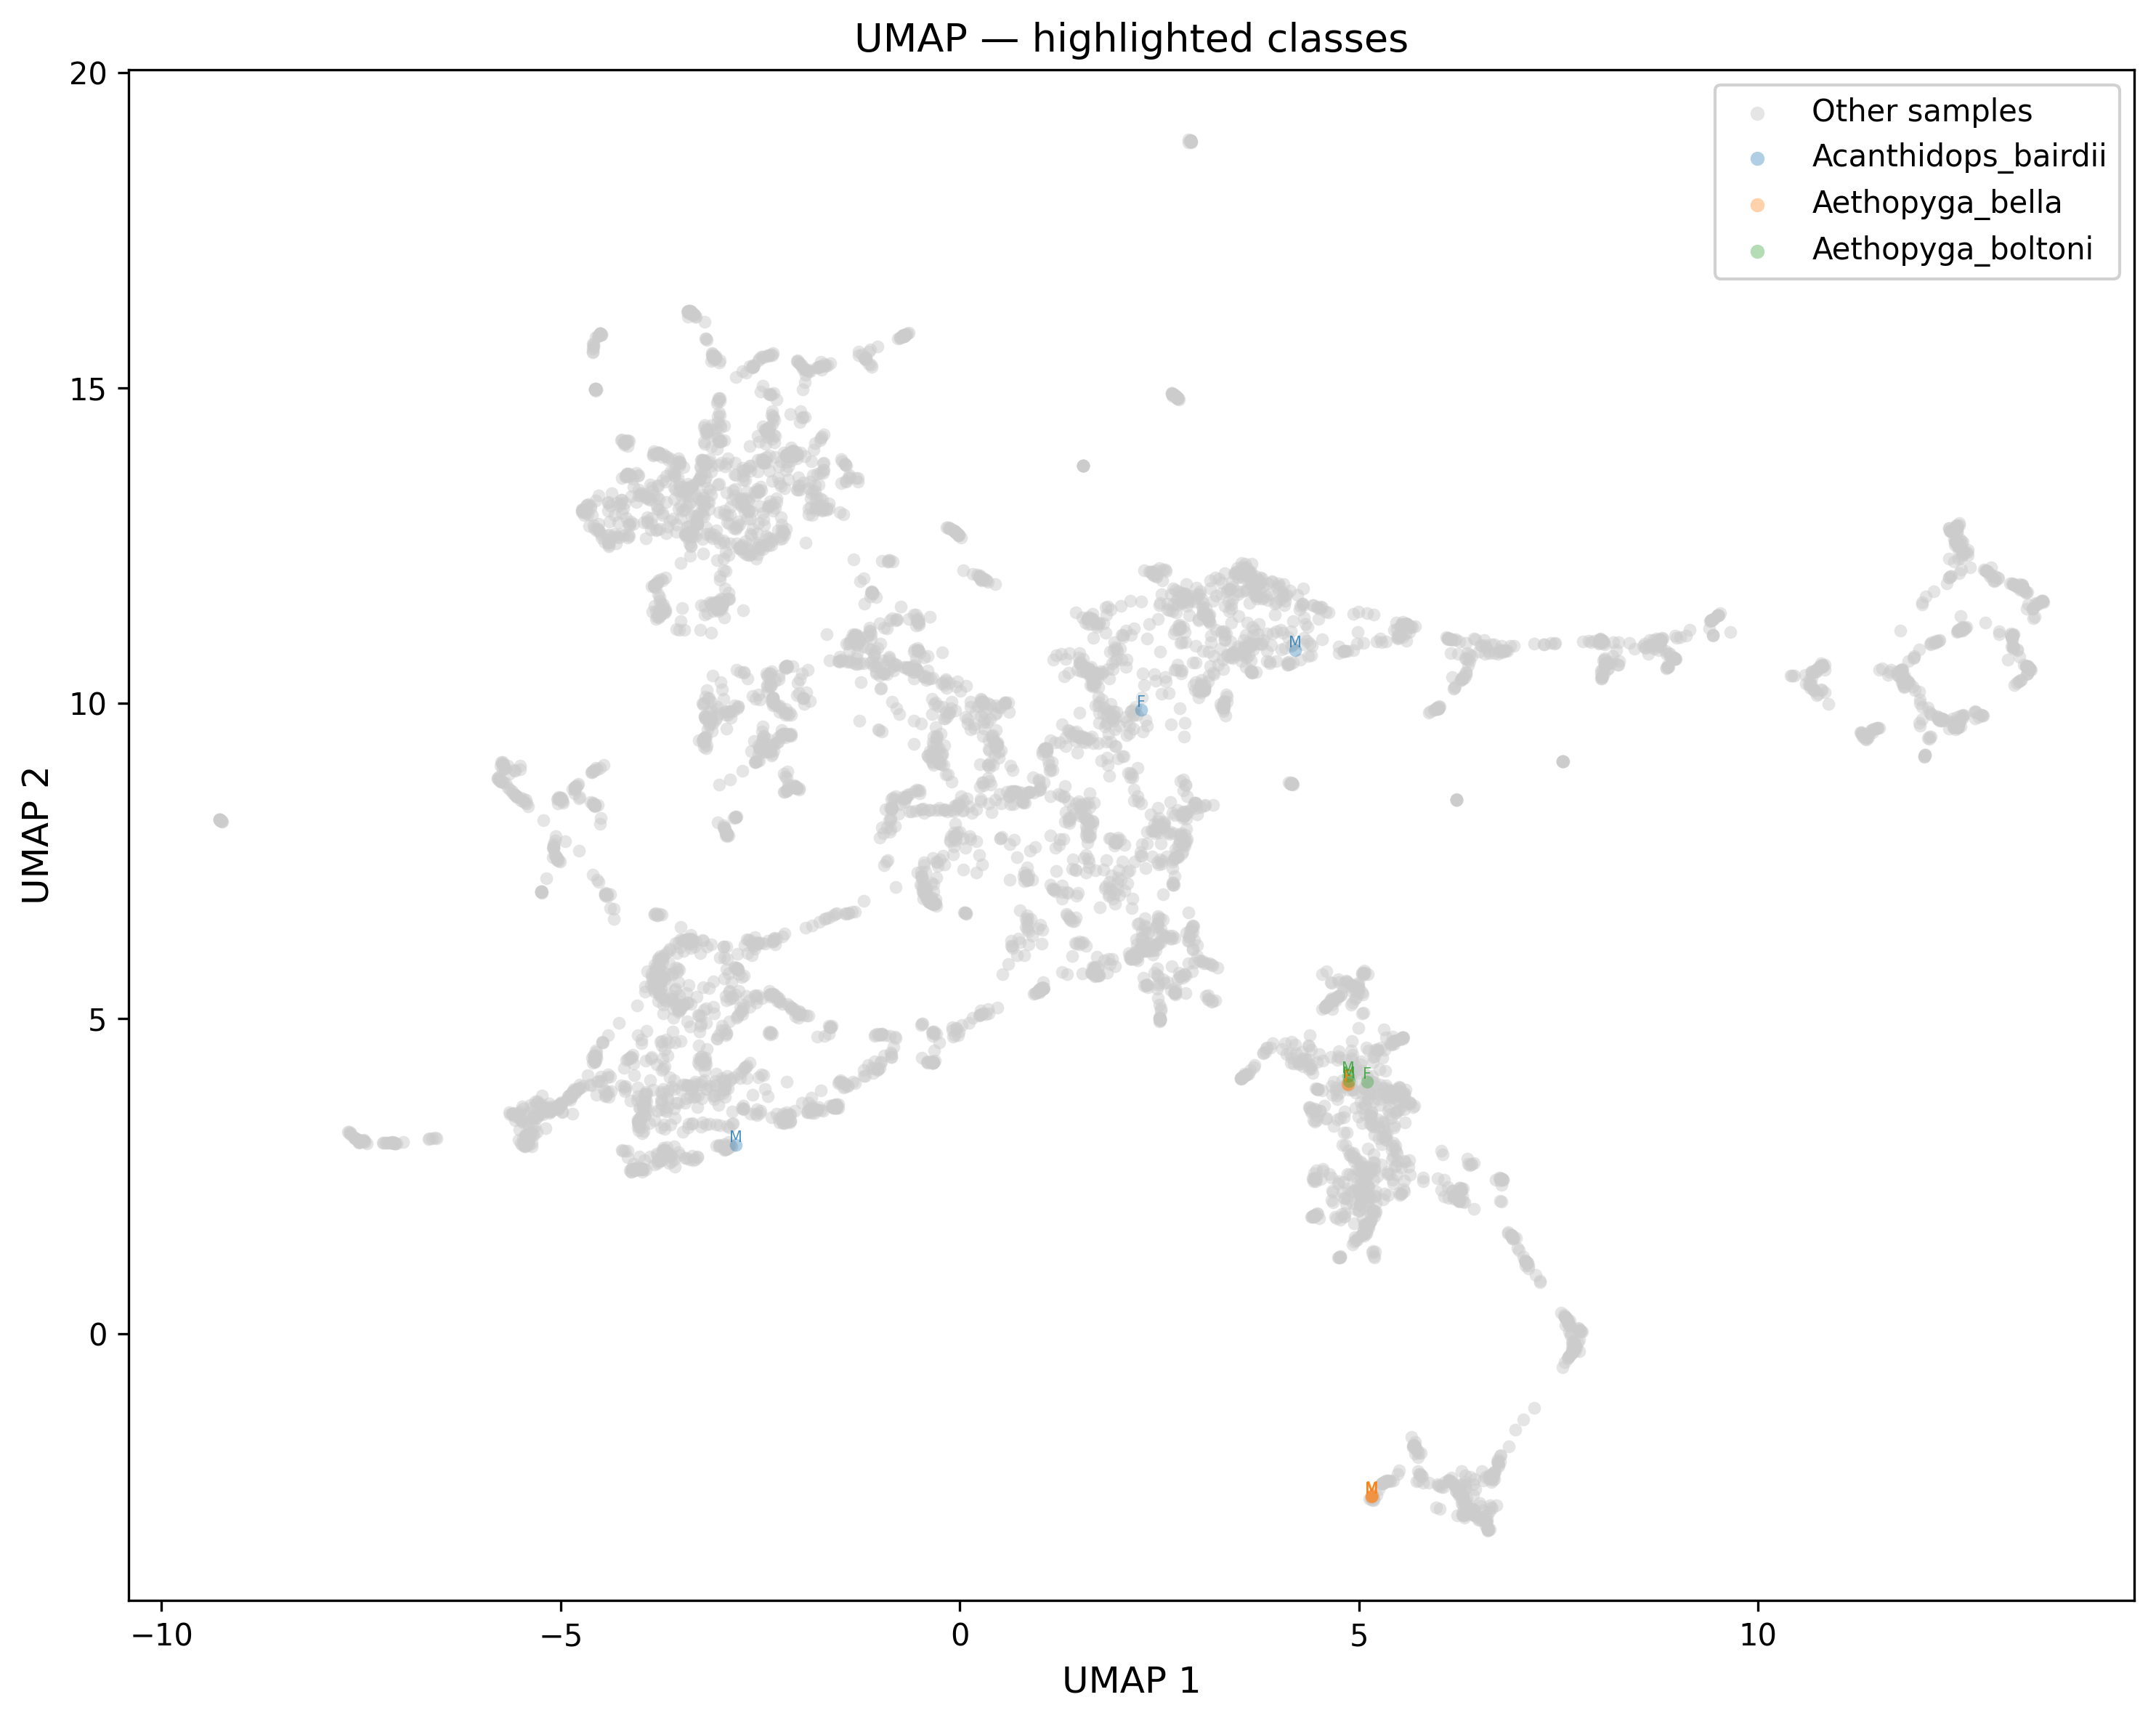 UMAP — highlighted classes
Other samples
Acanthidops_bairdii
Aethopyga_bella
Aethopyga_boltoni
UMAP 2
20
15
10
5
0
M
F
M
F
M
M
−10
−5
0
5
10
UMAP 1